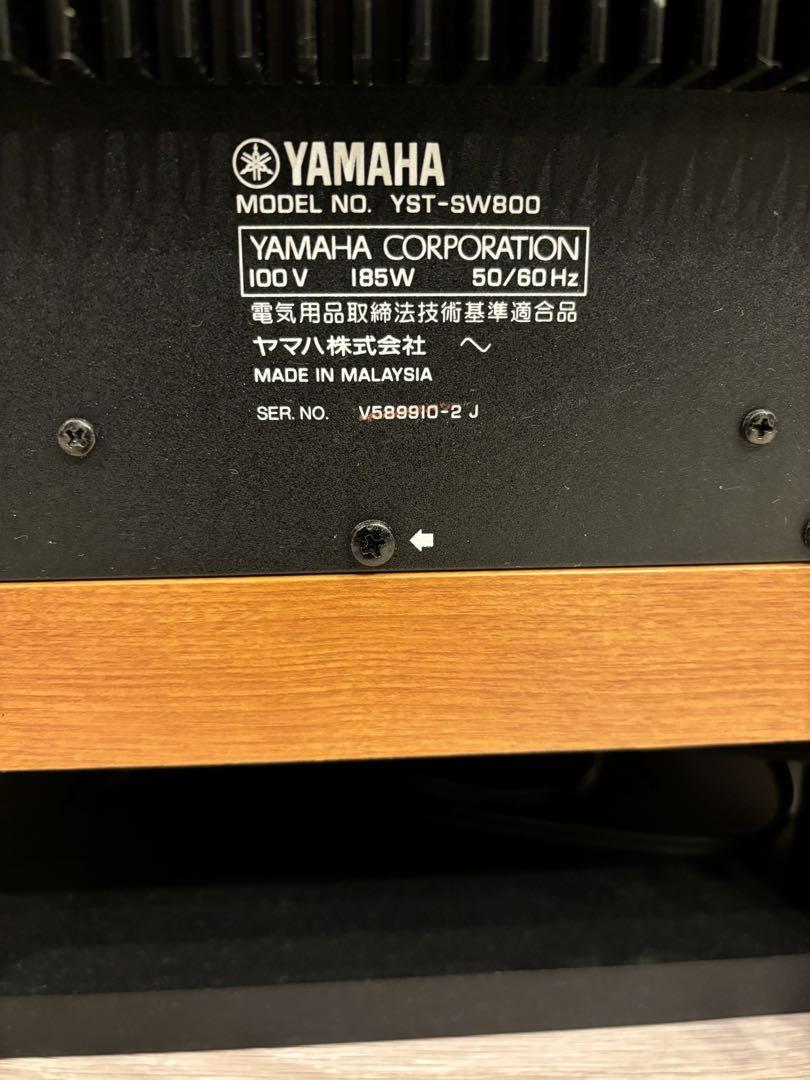 YAMAHA
MODEL NO. YST-SW800
YAMAHA CORPORATION
100V 185W 50/60Hz
電気用品取締法技術基準適合品
ヤマハ株式会社 〜
MADE IN MALAYSIA
SER. NO. V589910-2 J